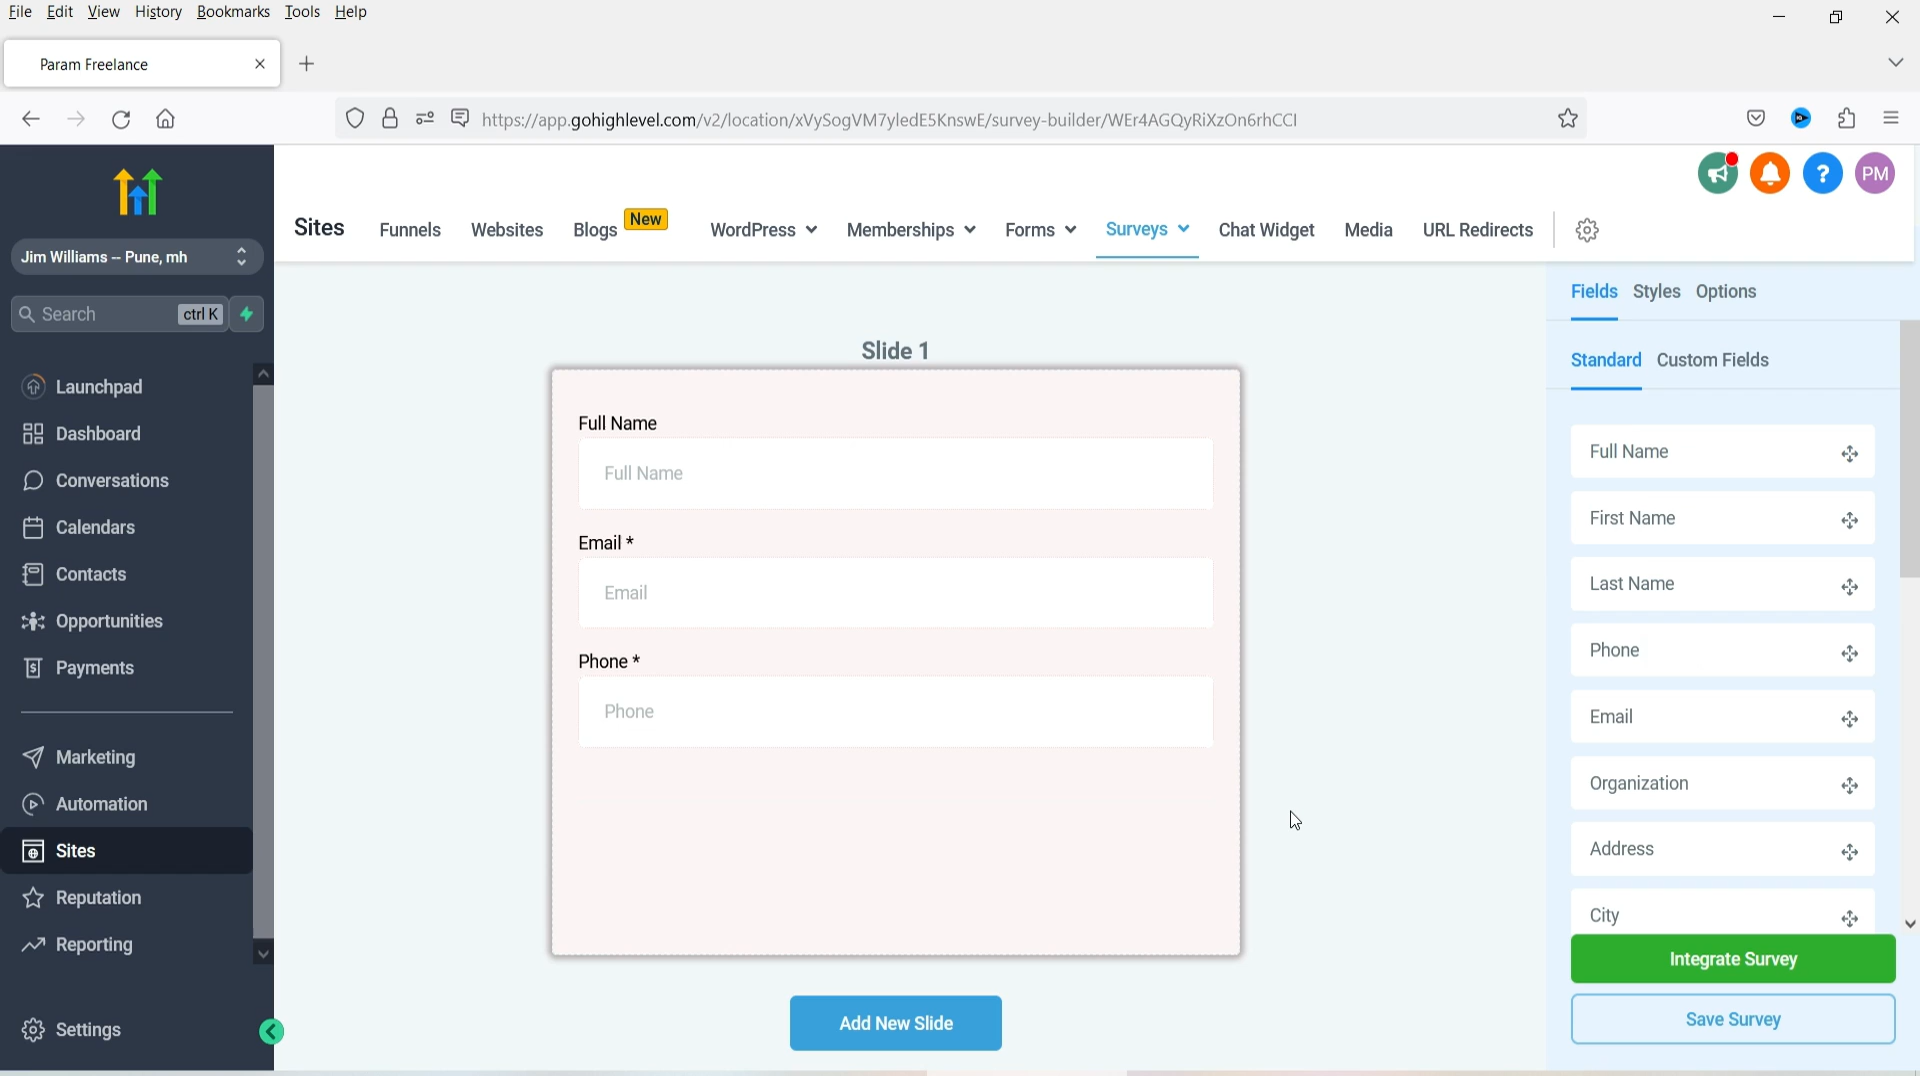 File Edit View History Bookmarks Tools Help
Param Freelance
https://app.gohighlevel.com/v2/location/xVySogVM7yledE5KnswE/survey-builder/WEr4AGQyRiXzOn6rhCCI
PM
Sites Funnels Websites Blogs New WordPress Memberships Forms Surveys Chat Widget Media URL Redirects
Jim Williams -- Pune, mh
Search ctrl K
Launchpad
Dashboard
Conversations
Calendars
Contacts
Opportunities
Payments
Marketing
Automation
Sites
Reputation
Reporting
Settings
Slide 1
Full Name
Full Name
Email *
Email
Phone *
Phone
Add New Slide
Fields Styles Options
Standard Custom Fields
Full Name
First Name
Last Name
Phone
Email
Organization
Address
City
Integrate Survey
Save Survey